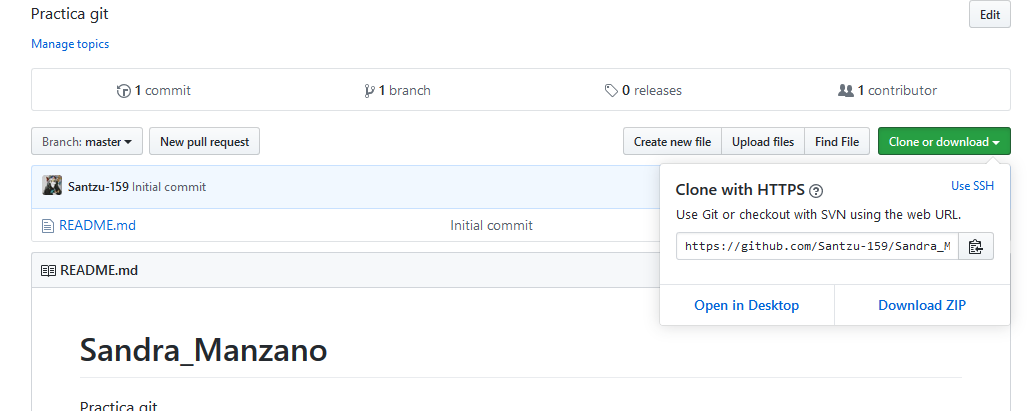 Practica git
Edit
Manage topics
1 commit
1 branch
0 releases
1 contributor
Branch: master
New pull request
Create new file
Upload files
Find File
Clone or download
Santzu-159 Initial commit
README.md
Initial commit
Clone with HTTPS
Use SSH
Use Git or checkout with SVN using the web URL.
https://github.com/Santzu-159/Sandra_M
Open in Desktop
Download ZIP
README.md
Sandra_Manzano
Practica git